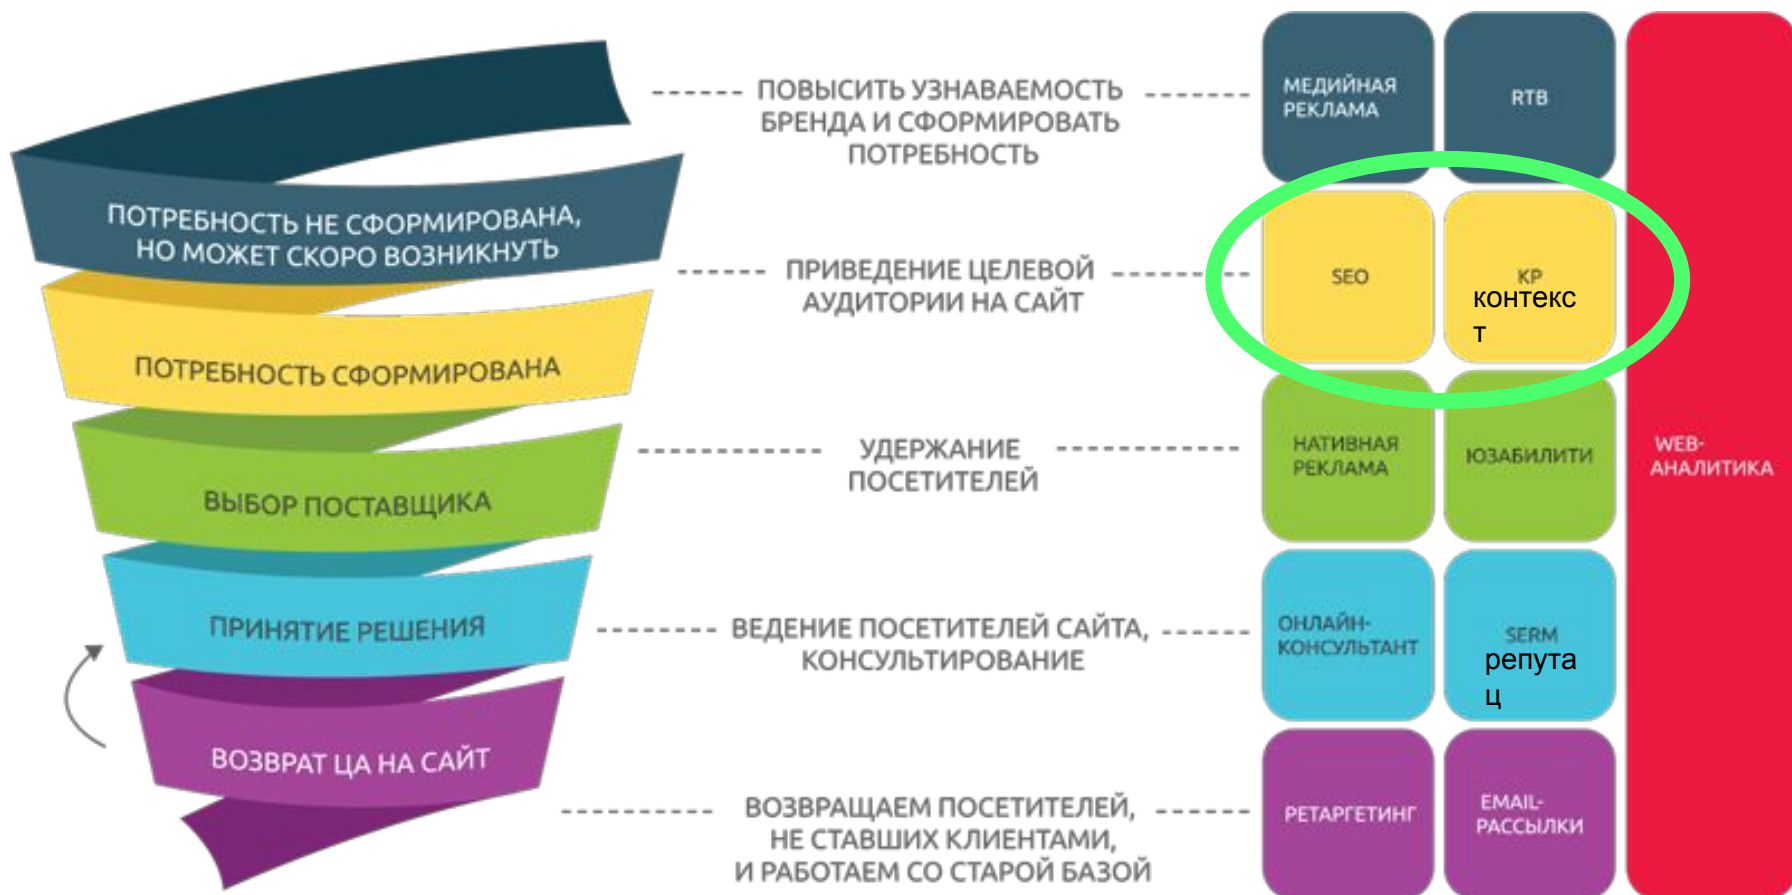 ПОТРЕБНОСТЬ НЕ СФОРМИРОВАНА,
НО МОЖЕТ СКОРО ВОЗНИКНУТЬ
ПОТРЕБНОСТЬ СФОРМИРОВАНА
ВЫБОР ПОСТАВЩИКА
ПРИНЯТИЕ РЕШЕНИЯ
ВОЗВРАТ ЦА НА САЙТ
ПОВЫСИТЬ УЗНАВАЕМОСТЬ
БРЕНДА И СФОРМИРОВАТЬ
ПОТРЕБНОСТЬ
ПРИВЕДЕНИЕ ЦЕЛЕВОЙ
АУДИТОРИИ НА САЙТ
УДЕРЖАНИЕ
ПОСЕТИТЕЛЕЙ
ВЕДЕНИЕ ПОСЕТИТЕЛЕЙ САЙТА,
КОНСУЛЬТИРОВАНИЕ
ВОЗВРАЩАЕМ ПОСЕТИТЕЛЕЙ,
НЕ СТАВШИХ КЛИЕНТАМИ,
И РАБОТАЕМ СО СТАРОЙ БАЗОЙ
МЕДИЙНАЯ
РЕКЛАМА
RTB
SEO
КР
контекс
т
НАТИВНАЯ
РЕКЛАМА
ЮЗАБИЛИТИ
ОНЛАЙН-
КОНСУЛЬТАНТ
SERM
репута
ц
РЕТАРГЕТИНГ
EMAIL-
РАССЫЛКИ
WEB-
АНАЛИТИКА